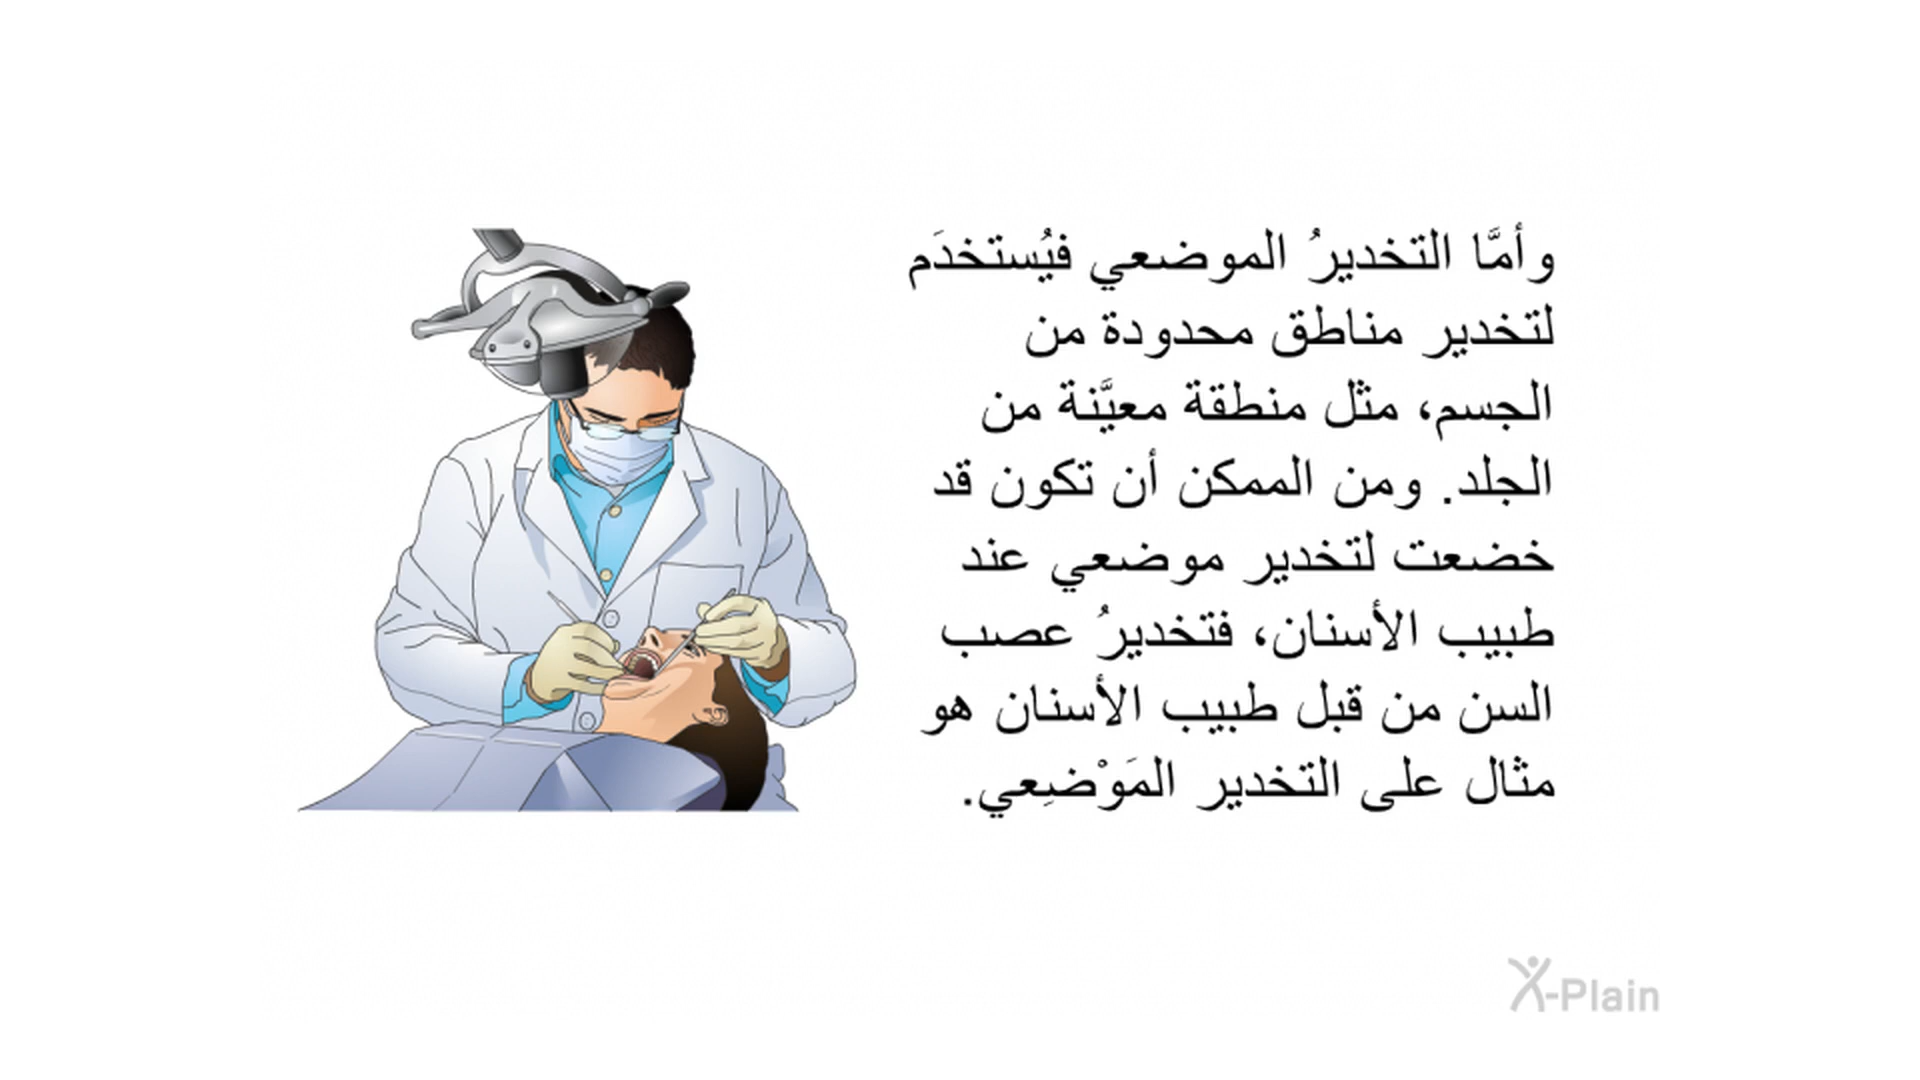 وأمَّا التخديرُ الموضعي فيُستخدَم
لتخدير مناطق محدودة من
الجسم، مثل منطقة معيَّنة من
الجلد. ومن الممكن أن تكون قد
خضعت لتخدير موضعي عند
طبيب الأسنان، فتخديرُ عصب
السن من قبل طبيب الأسنان هو
مثال على التخدير المَوْضِعي.
X-Plain